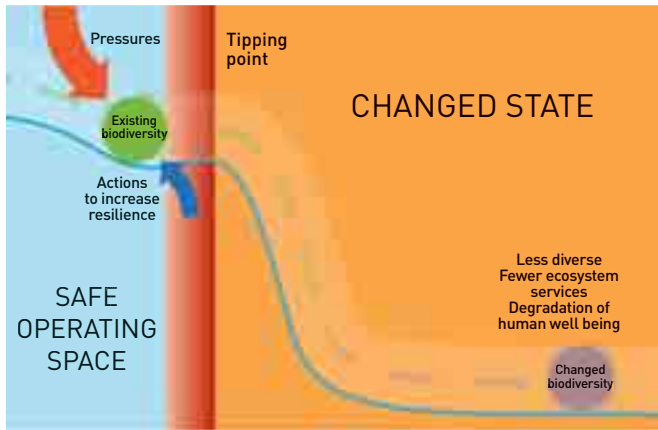 Pressures
Tipping
point
CHANGED STATE
Existing
biodiversity
Actions
to increase
resilience
SAFE
OPERATING
SPACE
Less diverse
Fewer ecosystem
services
Degradation of
human well being
Changed
biodiversity